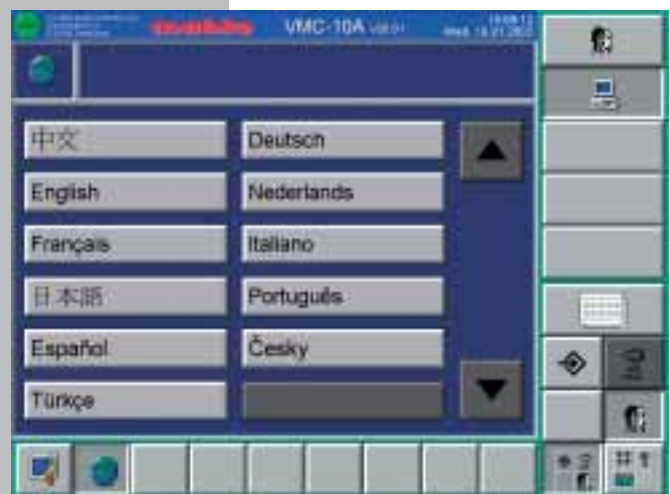 VMC-10A
中文
Deutsch
English
Nederlands
Français
Italiano
日本語
Português
Español
Česky
Türkçe